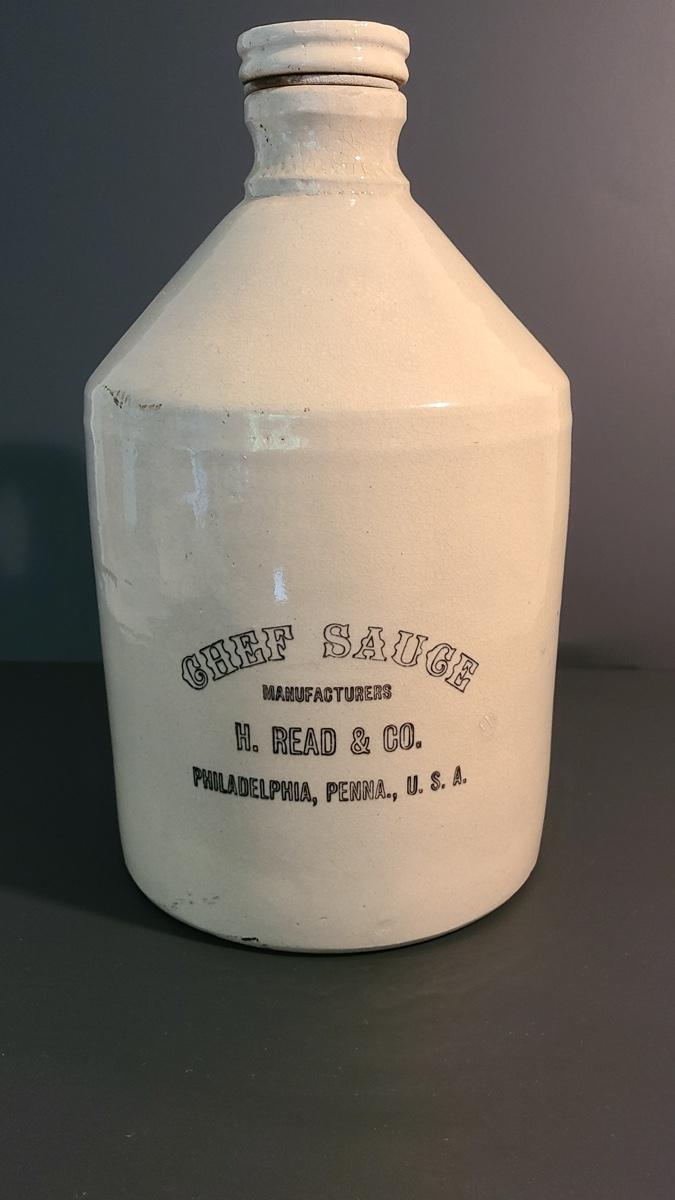 CHEF SAUCE
MANUFACTURERS
H. READ & CO.
PHILADELPHIA, PENNA., U. S. A.